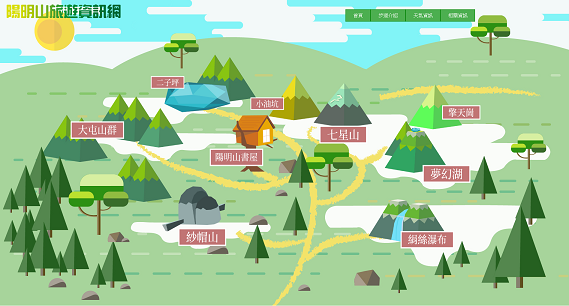 陽明山旅遊資訊網
首頁 步道介紹 天氣資訊 相關資訊
二子坪
小油坑
擎天崗
大屯山群
七星山
陽明山書屋
夢幻湖
紗帽山
絹絲瀑布